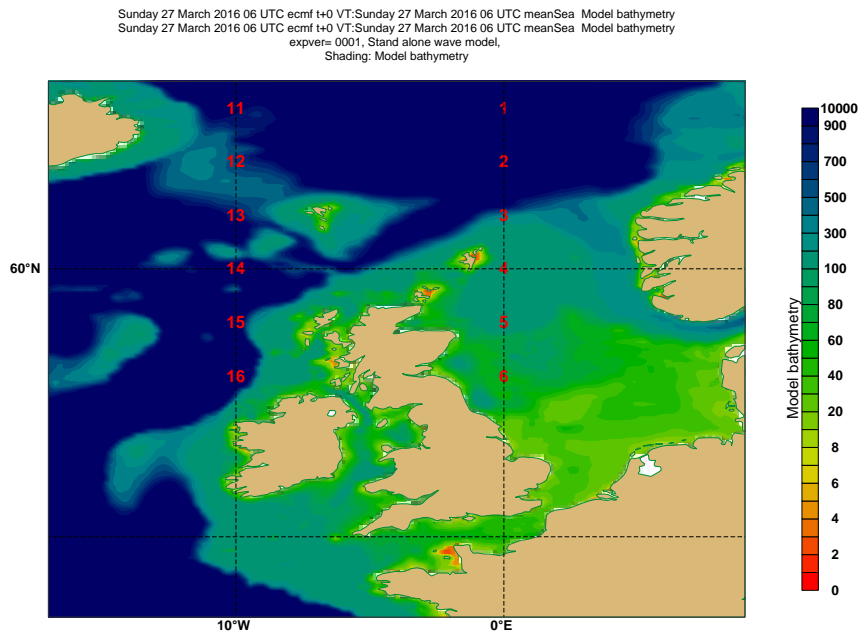 Sunday 27 March 2016 06 UTC ecmf t+0 VT:Sunday 27 March 2016 06 UTC meanSea Model bathymetry
Sunday 27 March 2016 06 UTC ecmf t+0 VT:Sunday 27 March 2016 06 UTC meanSea Model bathymetry
expver= 0001, Stand alone wave model,
Shading: Model bathymetry
11 1
12 2
13 3
60°N 14 4
15 5
16 6
10°W 0°E
10000
900
700
500
300
100
80
60
40
20
8
6
4
2
0
Model bathymetry